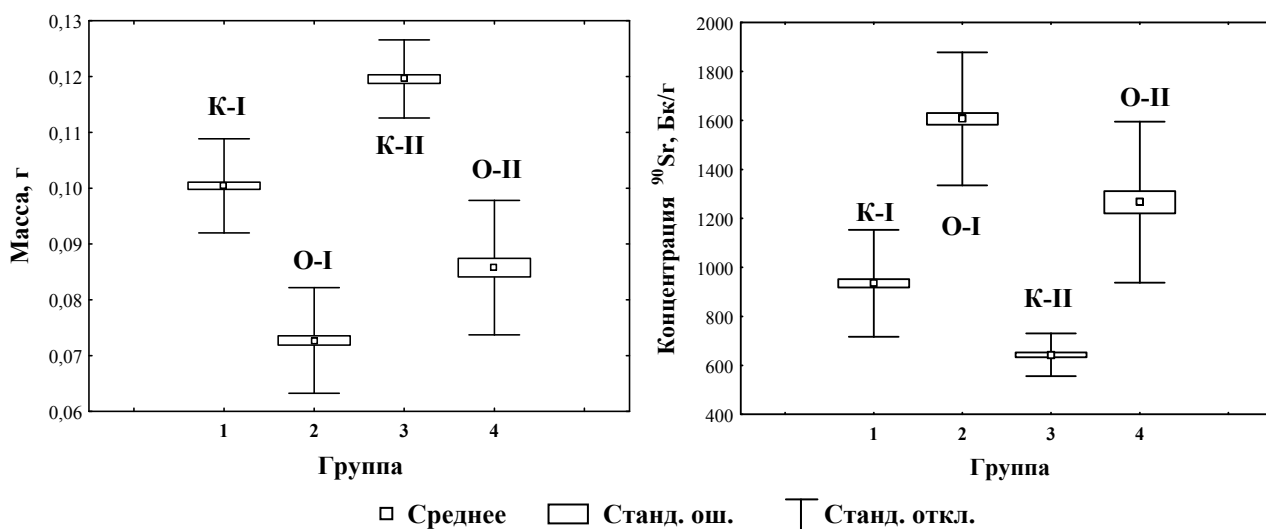 0,13
0,12
0,11
0,10
0,09
0,08
0,07
0,06
Масса, г
К-I
О-I
К-II
О-II
1 2 3 4
Группа
2000
1800
1600
1400
1200
1000
800
600
400
Концентрация ⁹⁰Sr, Бк/г
К-I
О-I
К-II
О-II
1 2 3 4
Группа
Среднее Станд. ош. Станд. откл.